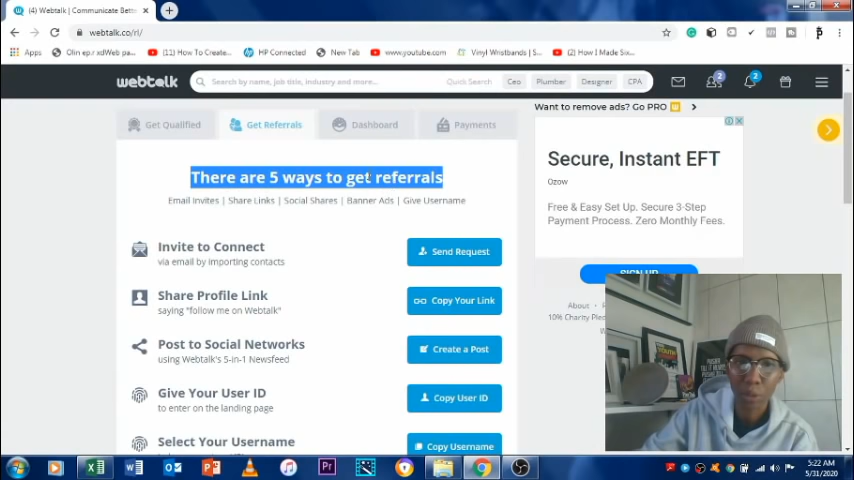 (4) Webtalk | Communicate Bette
webtalk.co/rl/
Apps
Olin ep.r xdWeb pa...
(11) How To Create...
HP Connected
New Tab
www.youtube.com
Vinyl Wristbands | S...
(2) How I Made Six...
webtalk
Search by name, job title, industry and more...
Quick Search:
Ceo
Plumber
Designer
CPA
2
2
Get Qualified
Get Referrals
Dashboard
Payments
Want to remove ads? Go PRO
There are 5 ways to get referrals
Email Invites | Share Links | Social Shares | Banner Ads | Give Username
Secure, Instant EFT
Ozow
Free & Easy Set Up. Secure 3-Step
Payment Process. Zero Monthly Fees.
SIGN UP
Invite to Connect
via email by importing contacts
Send Request
Share Profile Link
saying "follow me on Webtalk"
Copy Your Link
Post to Social Networks
using Webtalk's 5-in-1 Newsfeed
Create a Post
Give Your User ID
to enter on the landing page
Copy User ID
Select Your Username
Copy Username
About
10% Charity
YOUTH
5:22 AM
5/31/2020